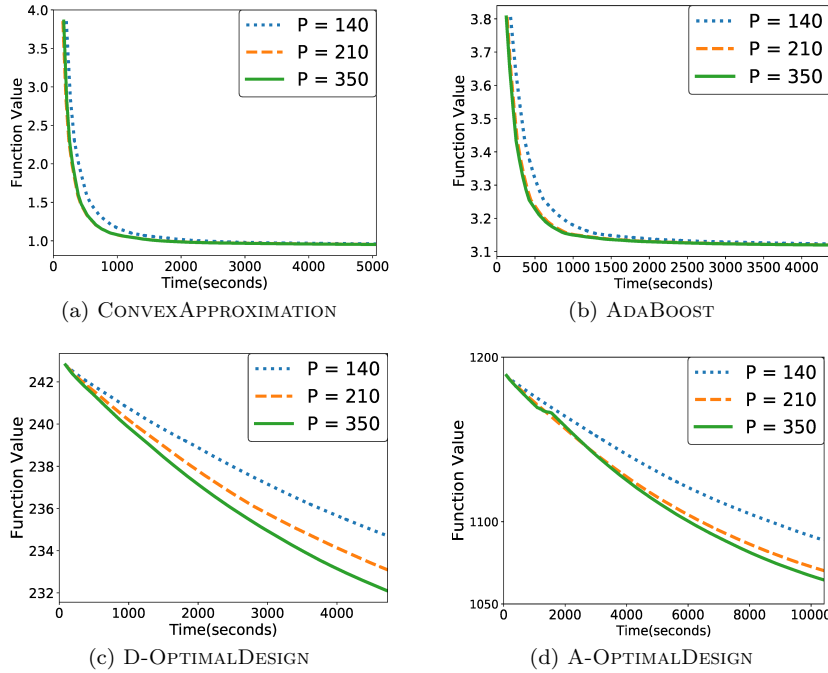 4.0
3.5
3.0
2.5
2.0
1.5
1.0
Function Value
P = 140
P = 210
P = 350
0 1000 2000 3000 4000 5000
Time(seconds)
(a) CONVEXAPPROXIMATION
3.8
3.7
3.6
3.5
3.4
3.3
3.2
3.1
Function Value
P = 140
P = 210
P = 350
0 500 1000 1500 2000 2500 3000 3500 4000
Time(seconds)
(b) ADABOOST
242
240
238
236
234
232
Function Value
P = 140
P = 210
P = 350
0 1000 2000 3000 4000
Time(seconds)
(c) D-OPTIMALDESIGN
1200
1100
1050
Function Value
P = 140
P = 210
P = 350
0 2000 4000 6000 8000 10000
Time(seconds)
(d) A-OPTIMALDESIGN